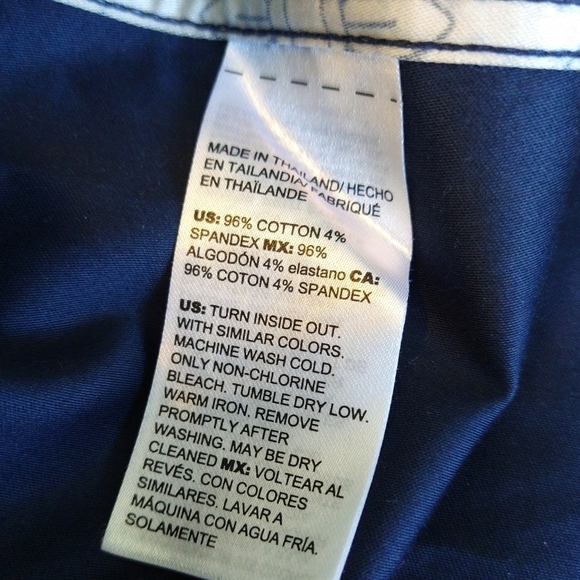 MADE IN THAILAND/ HECHO
EN TAILANDIA/ FABRIQUÉ
EN THAÏLANDE
US: 96% COTTON 4%
SPANDEX MX: 96%
ALGODÓN 4% elastano CA:
96% COTON 4% SPANDEX
US: TURN INSIDE OUT.
WITH SIMILAR COLORS.
MACHINE WASH COLD.
ONLY NON-CHLORINE
BLEACH. TUMBLE DRY LOW.
WARM IRON. REMOVE
PROMPTLY AFTER
WASHING. MAY BE DRY
CLEANED MX: VOLTEAR AL
REVÉS. CON COLORES
SIMILARES. LAVAR A
MÁQUINA CON AGUA FRÍA.
SOLAMENTE